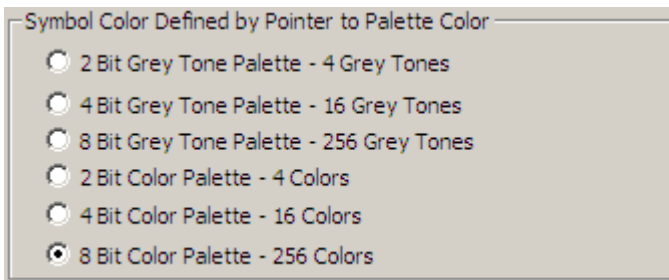 Symbol Color Defined by Pointer to Palette Color
2 Bit Grey Tone Palette - 4 Grey Tones
4 Bit Grey Tone Palette - 16 Grey Tones
8 Bit Grey Tone Palette - 256 Grey Tones
2 Bit Color Palette - 4 Colors
4 Bit Color Palette - 16 Colors
8 Bit Color Palette - 256 Colors